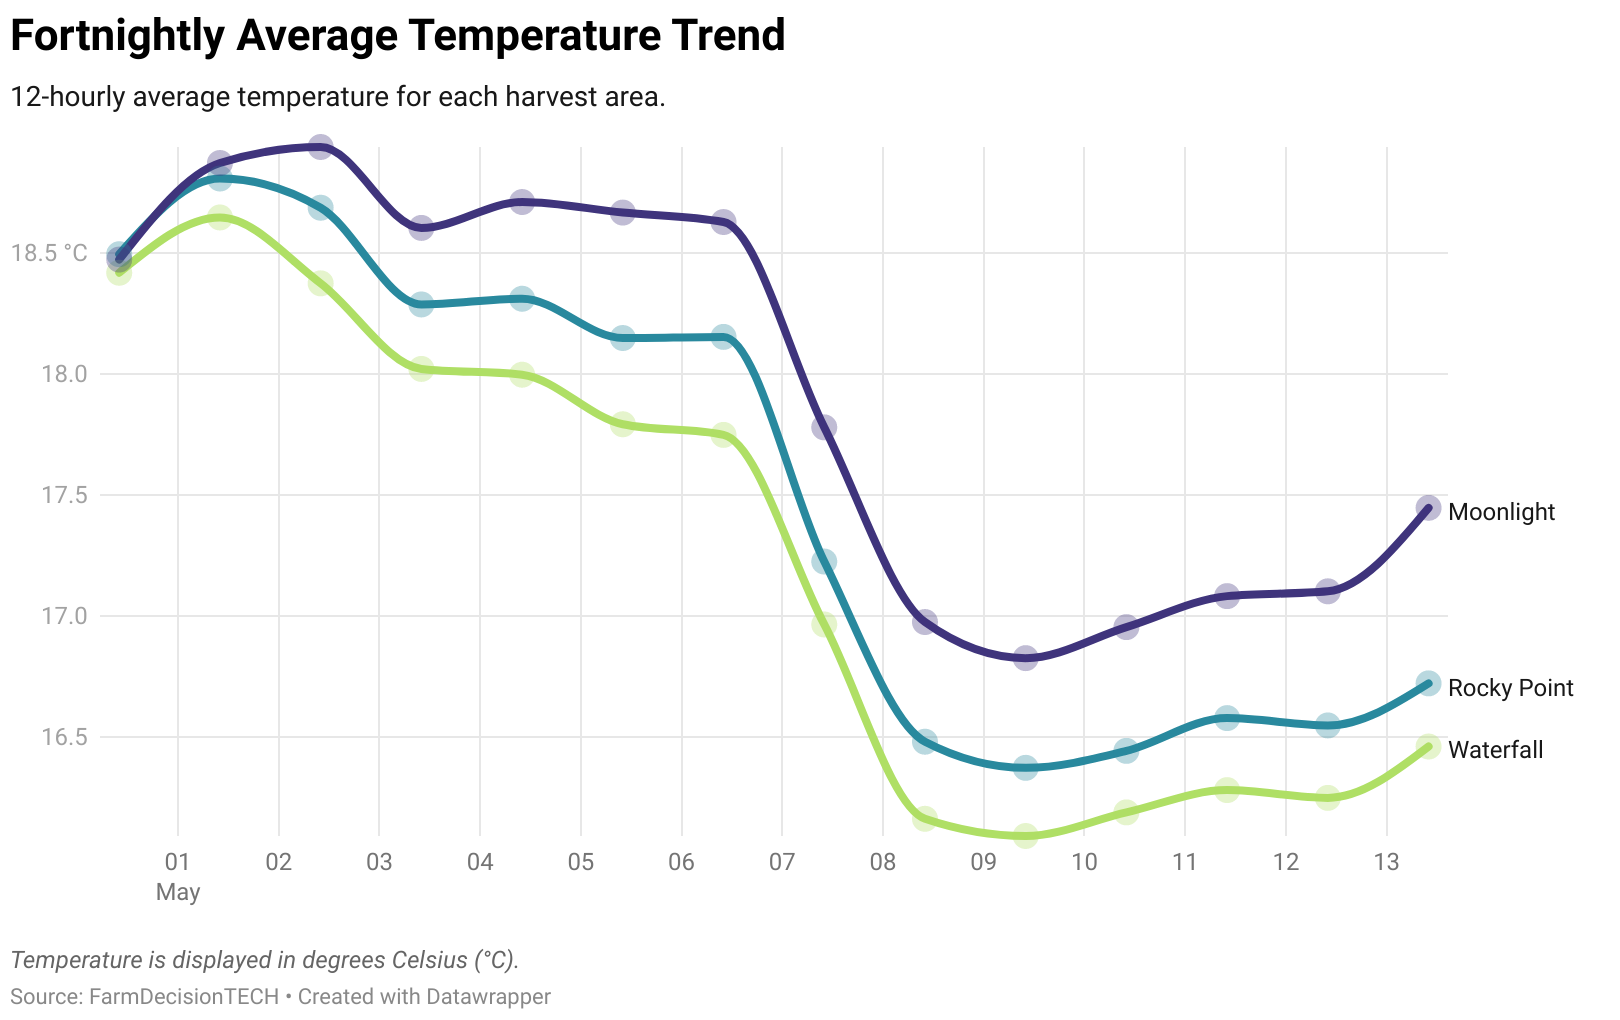 Fortnightly Average Temperature Trend
12-hourly average temperature for each harvest area.
18.5 °C
18.0
17.5
17.0
16.5
Moonlight
Rocky Point
Waterfall
01 02 03 04 05 06 07 08 09 10 11 12 13
May
Temperature is displayed in degrees Celsius (°C).
Source: FarmDecisionTECH • Created with Datawrapper